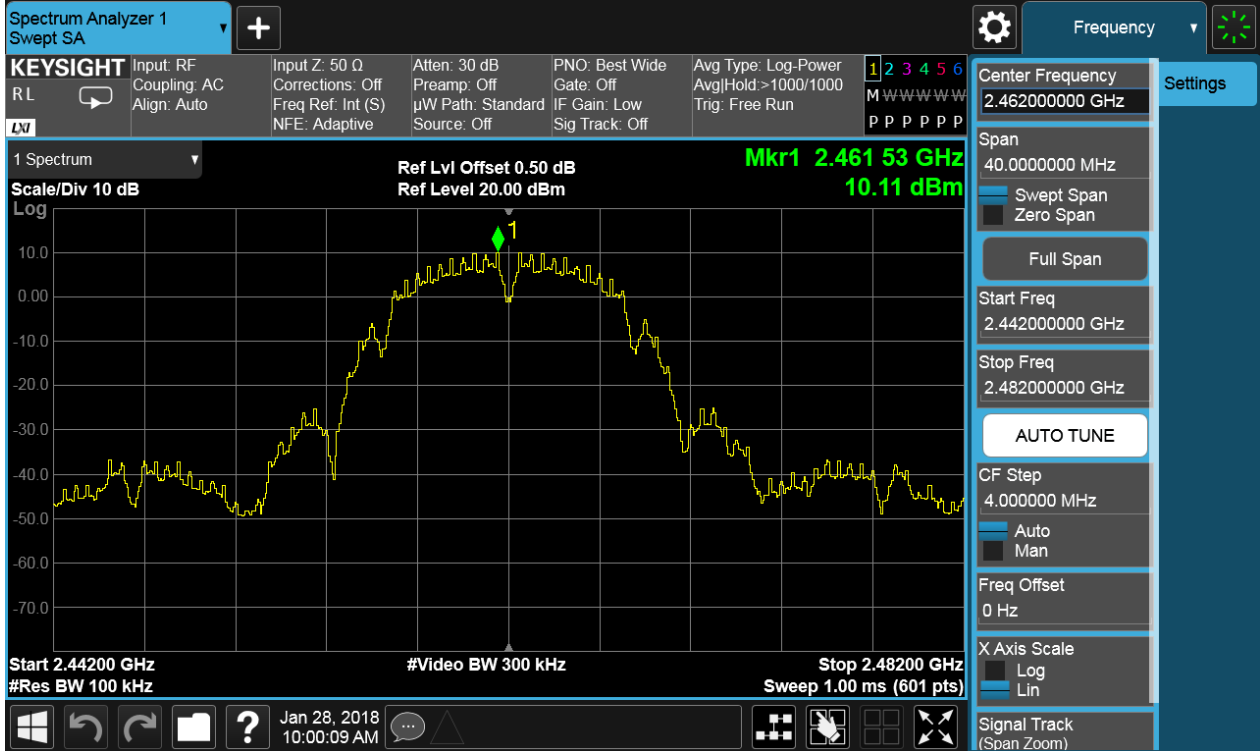 Spectrum Analyzer 1
Swept SA
Frequency
KEYSIGHT
R L
LXI
Input: RF
Coupling: AC
Align: Auto
Input Z: 50 Ω
Corrections: Off
Freq Ref: Int (S)
NFE: Adaptive
Atten: 30 dB
Preamp: Off
µW Path: Standard
Source: Off
PNO: Best Wide
Gate: Off
IF Gain: Low
Sig Track: Off
Avg Type: Log-Power
Avg|Hold:>1000/1000
Trig: Free Run
1 2 3 4 5 6
M W W W W W
P P P P P P
1 Spectrum
Scale/Div 10 dB
Log
Ref Lvl Offset 0.50 dB
Ref Level 20.00 dBm
Mkr1 2.461 53 GHz
10.11 dBm
1
10.0
0.00
-10.0
-20.0
-30.0
-40.0
-50.0
-60.0
-70.0
Start 2.44200 GHz
#Res BW 100 kHz
#Video BW 300 kHz
Stop 2.48200 GHz
Sweep 1.00 ms (601 pts)
Jan 28, 2018
10:00:09 AM
?
Center Frequency
2.462000000 GHz
Span
40.0000000 MHz
Swept Span
Zero Span
Full Span
Start Freq
2.442000000 GHz
Stop Freq
2.482000000 GHz
AUTO TUNE
CF Step
4.000000 MHz
Auto
Man
Freq Offset
0 Hz
X Axis Scale
Log
Lin
Signal Track
(Span Zoom)
Settings